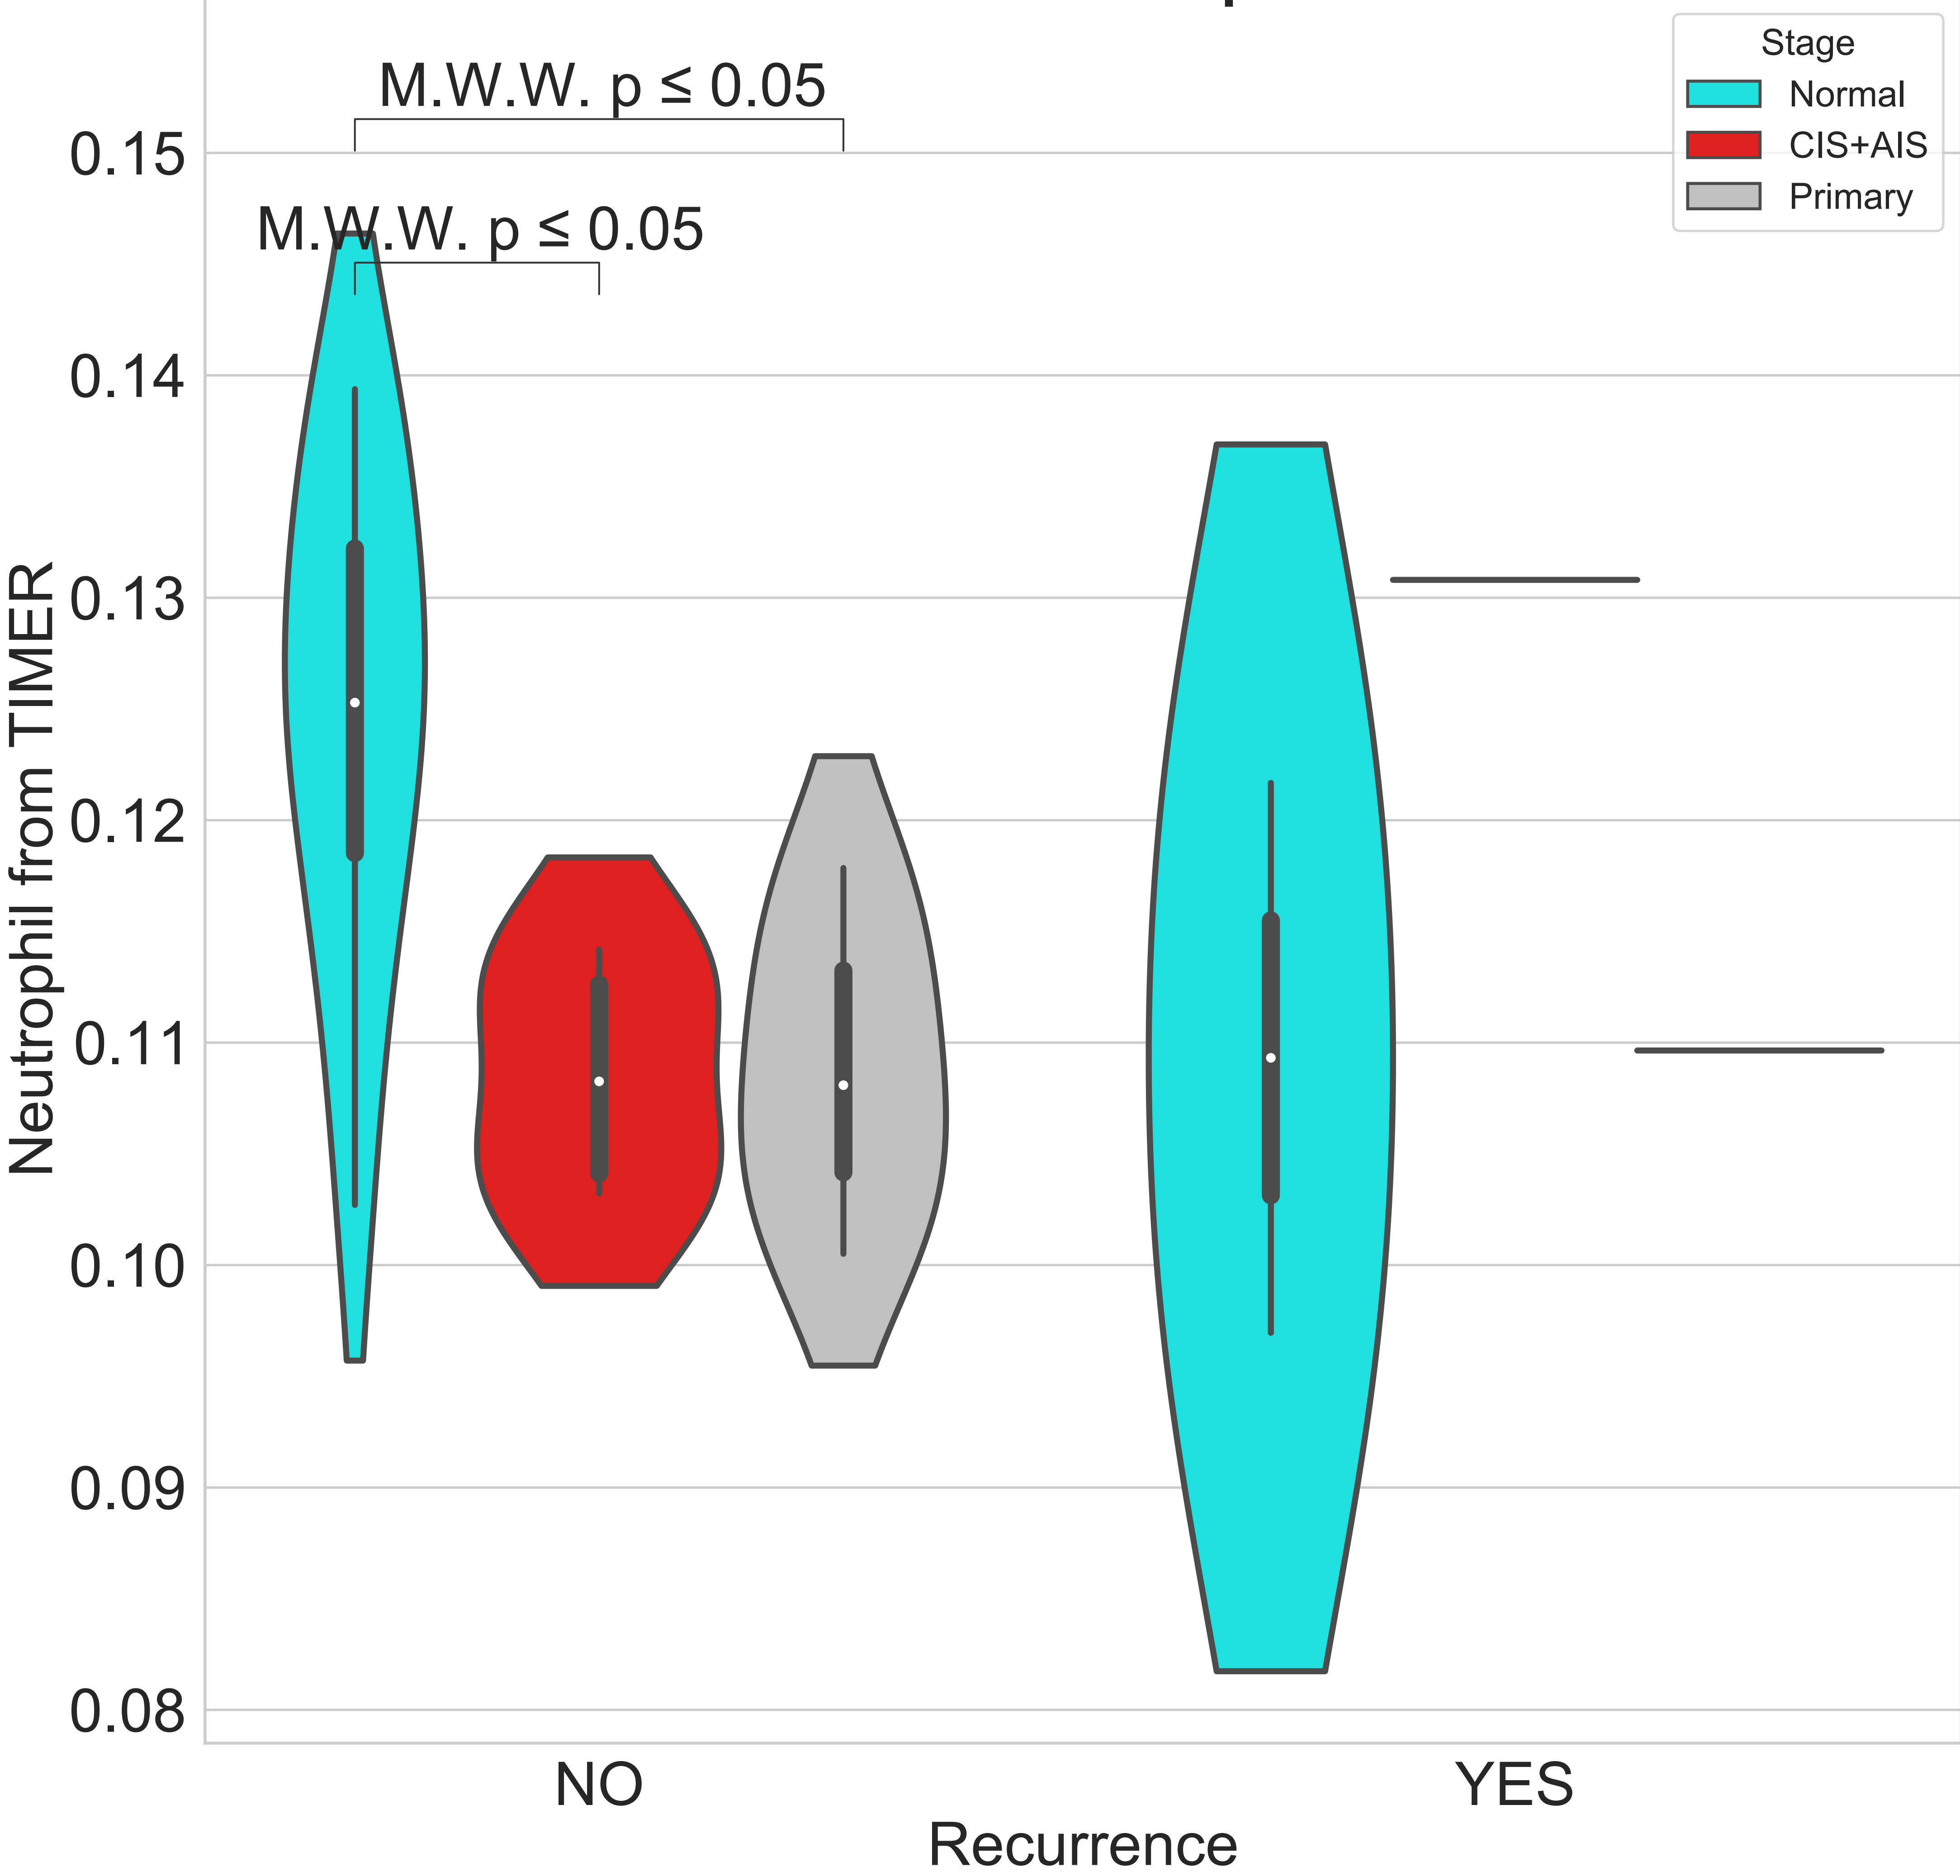 Stage
Normal
CIS+AIS
Primary
M.W.W. p ≤ 0.05
M.W.W. p ≤ 0.05
0.15
0.14
0.13
0.12
0.11
0.10
0.09
0.08
Neutrophil from TIMER
NO
YES
Recurrence